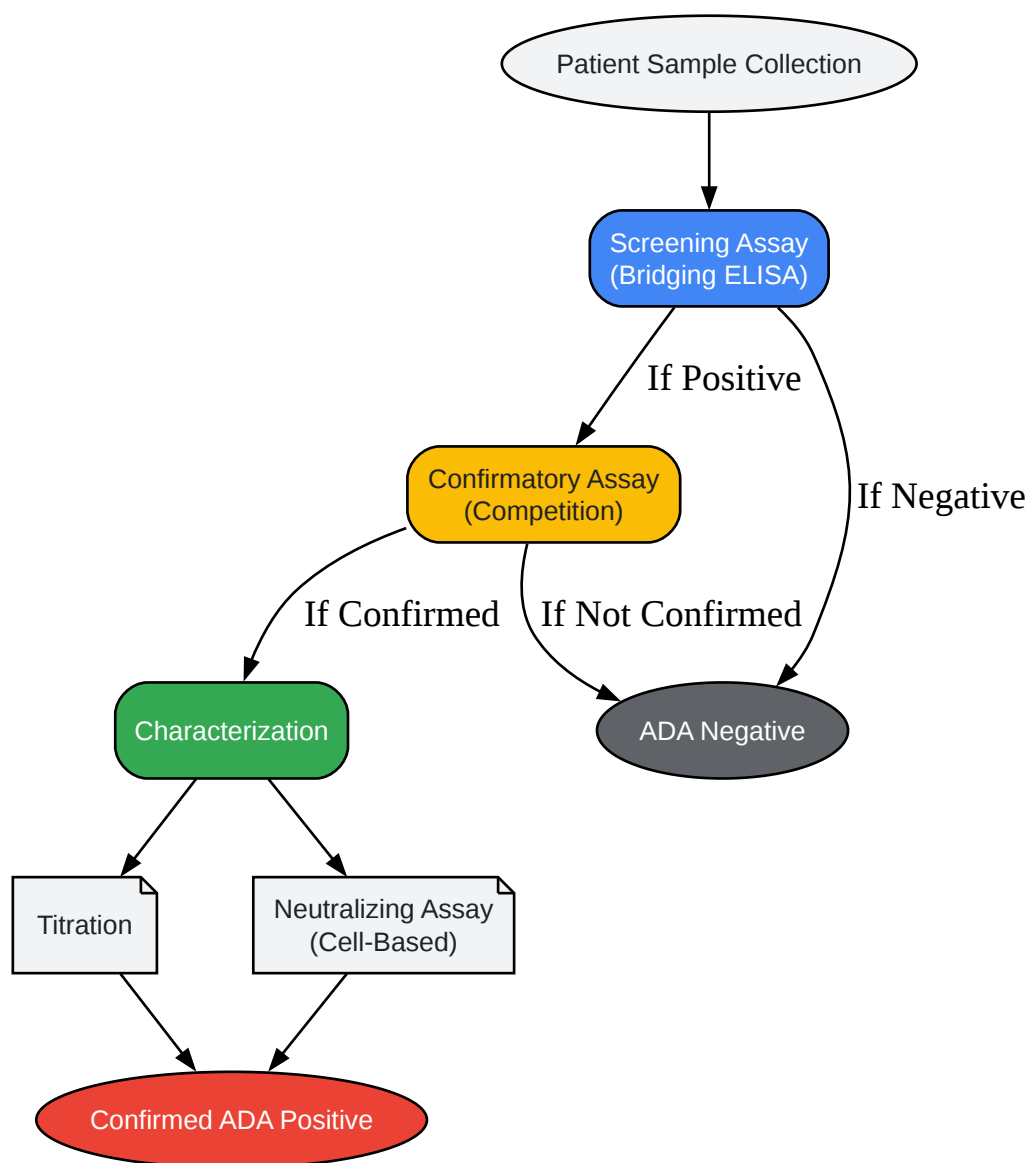 Patient Sample Collection
Screening Assay
(Bridging ELISA)
If Positive
If Negative
Confirmatory Assay
(Competition)
If Confirmed
If Not Confirmed
Characterization
ADA Negative
Titration
Neutralizing Assay
(Cell-Based)
Confirmed ADA Positive